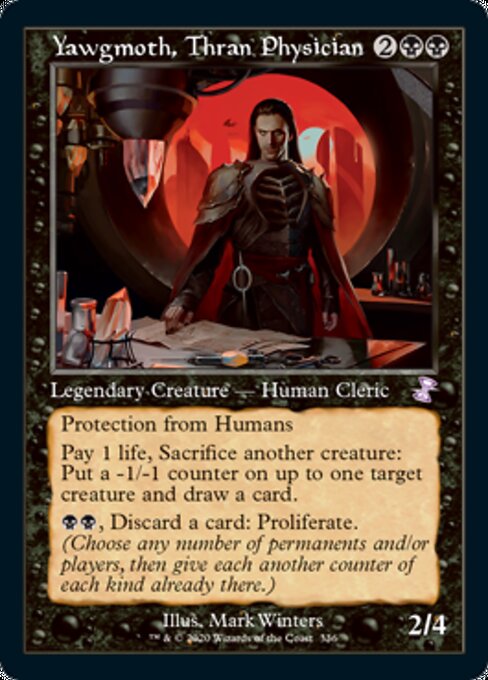 Yawgmoth, Thran Physician 2
Legendary Creature — Human Cleric
Protection from Humans
Pay 1 life, Sacrifice another creature:
Put a -1/-1 counter on up to one target
creature and draw a card.
, Discard a card: Proliferate.
(Choose any number of permanents and/or
players, then give each another counter of
each kind already there.)
Illus. Mark Winters
™ & © 2020 Wizards of the Coast 336
2/4